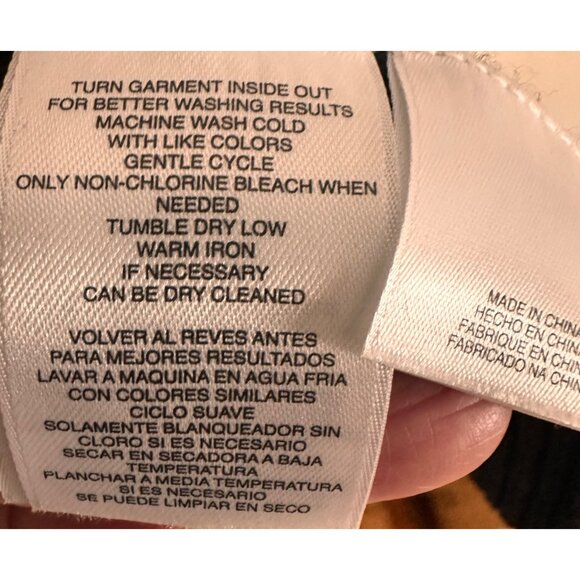 TURN GARMENT INSIDE OUT
FOR BETTER WASHING RESULTS
MACHINE WASH COLD
WITH LIKE COLORS
GENTLE CYCLE
ONLY NON-CHLORINE BLEACH WHEN
NEEDED
TUMBLE DRY LOW
WARM IRON
IF NECESSARY
CAN BE DRY CLEANED
VOLVER AL REVES ANTES
PARA MEJORES RESULTADOS
LAVAR A MAQUINA EN AGUA FRIA
CON COLORES SIMILARES
CICLO SUAVE
SOLAMENTE BLANQUEADOR SIN
CLORO SI ES NECESARIO
SECAR EN SECADORA A BAJA
TEMPERATURA
PLANCHAR A MEDIA TEMPERATURA
SI ES NECESARIO
SE PUEDE LIMPIAR EN SECO
MADE IN CHINA
HECHO EN CHINA
FABRIQUE EN CHIN
FABRICADO NA CHIN